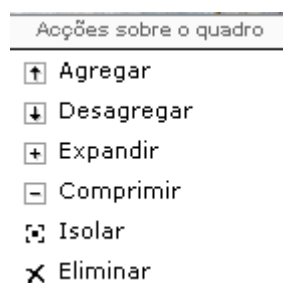 Acções sobre o quadro
Agregar
Desagregar
Expandir
Comprimir
Isolar
Eliminar